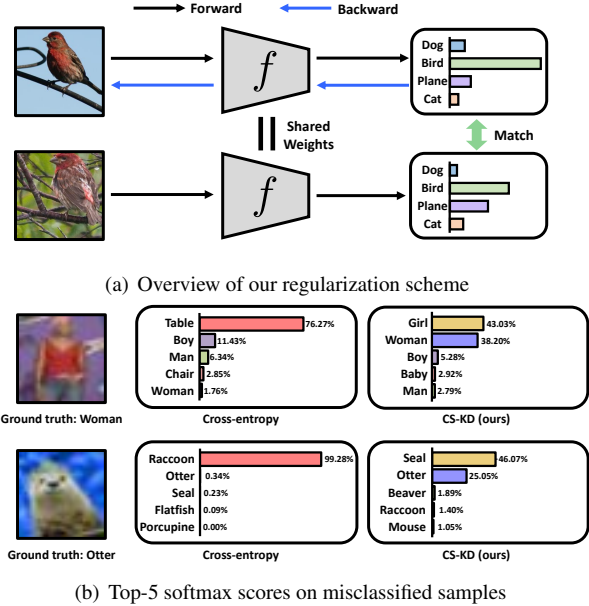 Forward
Backward
f
Dog
Bird
Plane
Cat
Shared
Weights
Match
f
Dog
Bird
Plane
Cat
(a) Overview of our regularization scheme
Ground truth: Woman
Table 76.27%
Boy 11.43%
Man 6.34%
Chair 2.85%
Woman 1.76%
Cross-entropy
Girl 43.03%
Woman 38.20%
Boy 5.28%
Baby 2.92%
Man 2.79%
CS-KD (ours)
Ground truth: Otter
Raccoon 99.28%
Otter 0.34%
Seal 0.23%
Flatfish 0.09%
Porcupine 0.00%
Cross-entropy
Seal 46.07%
Otter 25.05%
Beaver 1.89%
Raccoon 1.40%
Mouse 1.05%
CS-KD (ours)
(b) Top-5 softmax scores on misclassified samples